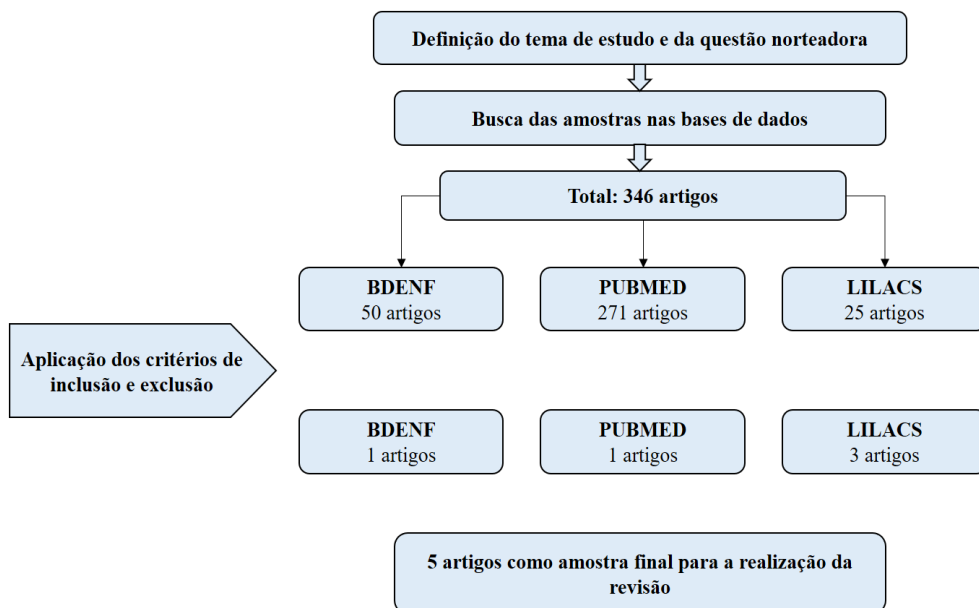 Definição do tema de estudo e da questão norteadora
Busca das amostras nas bases de dados
Total: 346 artigos
BDENF
50 artigos
PUBMED
271 artigos
LILACS
25 artigos
Aplicação dos critérios de
inclusão e exclusão
BDENF
1 artigos
PUBMED
1 artigos
LILACS
3 artigos
5 artigos como amostra final para a realização da
revisão